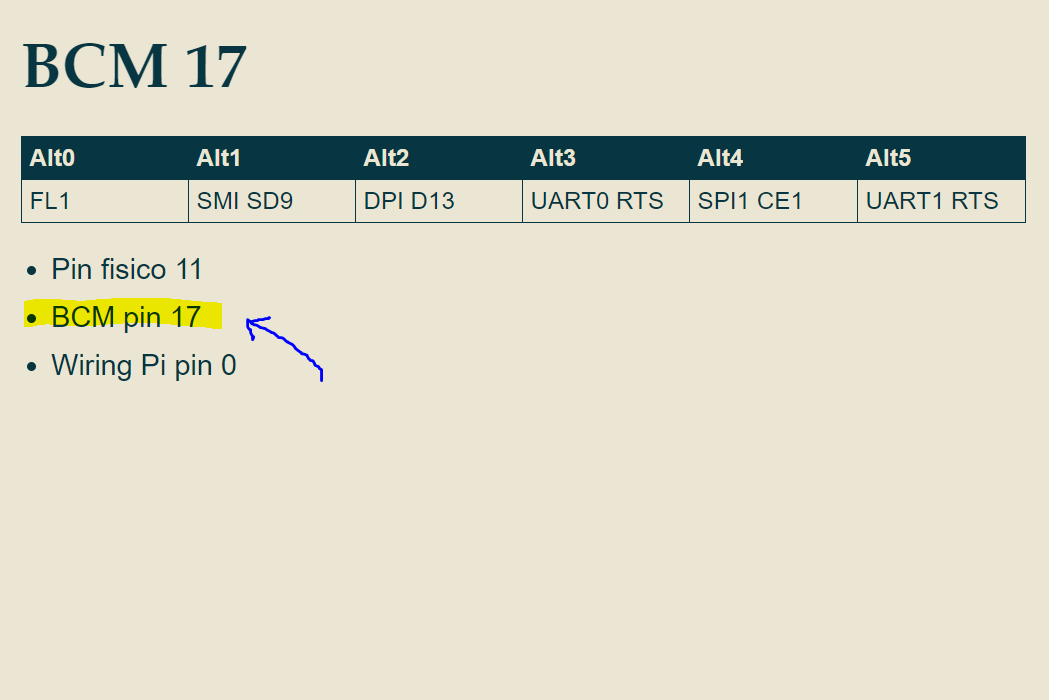 BCM 17
Alt0 Alt1 Alt2 Alt3 Alt4 Alt5
FL1 SMI SD9 DPI D13 UART0 RTS SPI1 CE1 UART1 RTS
Pin fisico 11
BCM pin 17
Wiring Pi pin 0